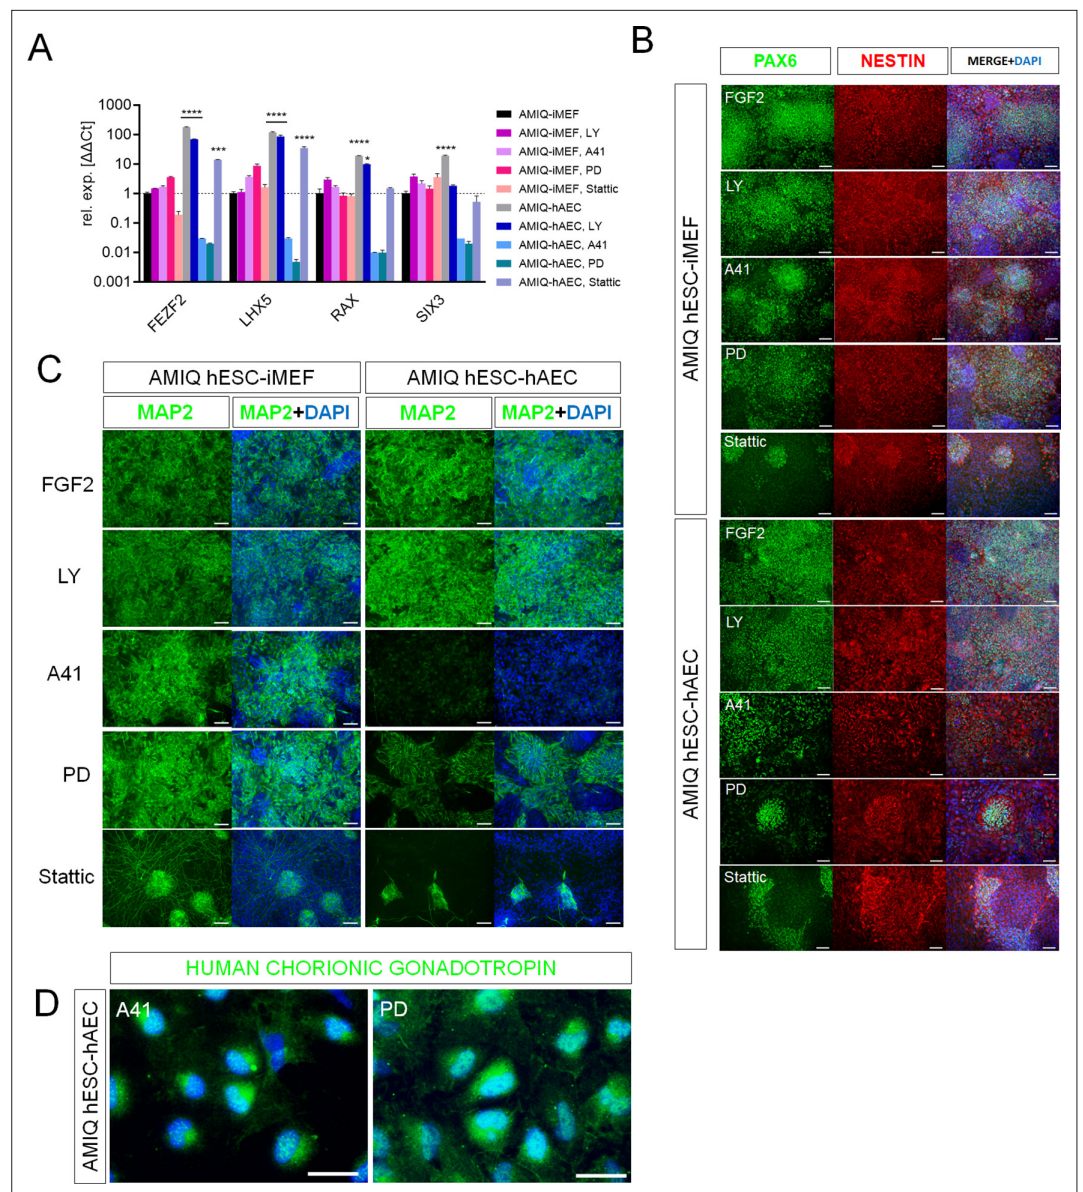 A
rel. exp. [ΔΔCt]
1000
100
10
1
0.1
0.01
0.001
****
***
****
****
****
*
****
FEZF2
LHX5
RAX
SIX3
AMIQ-iMEF
AMIQ-iMEF, LY
AMIQ-iMEF, A41
AMIQ-iMEF, PD
AMIQ-iMEF, Stattic
AMIQ-hAEC
AMIQ-hAEC, LY
AMIQ-hAEC, A41
AMIQ-hAEC, PD
AMIQ-hAEC, Stattic
B
PAX6 NESTIN MERGE+DAPI
AMIQ hESC-iMEF
FGF2
LY
A41
PD
Stattic
AMIQ hESC-hAEC
FGF2
LY
A41
PD
Stattic
C
AMIQ hESC-iMEF AMIQ hESC-hAEC
MAP2 MAP2+DAPI MAP2 MAP2+DAPI
FGF2
LY
A41
PD
Stattic
D
HUMAN CHORIONIC GONADOTROPIN
AMIQ hESC-hAEC
A41 PD